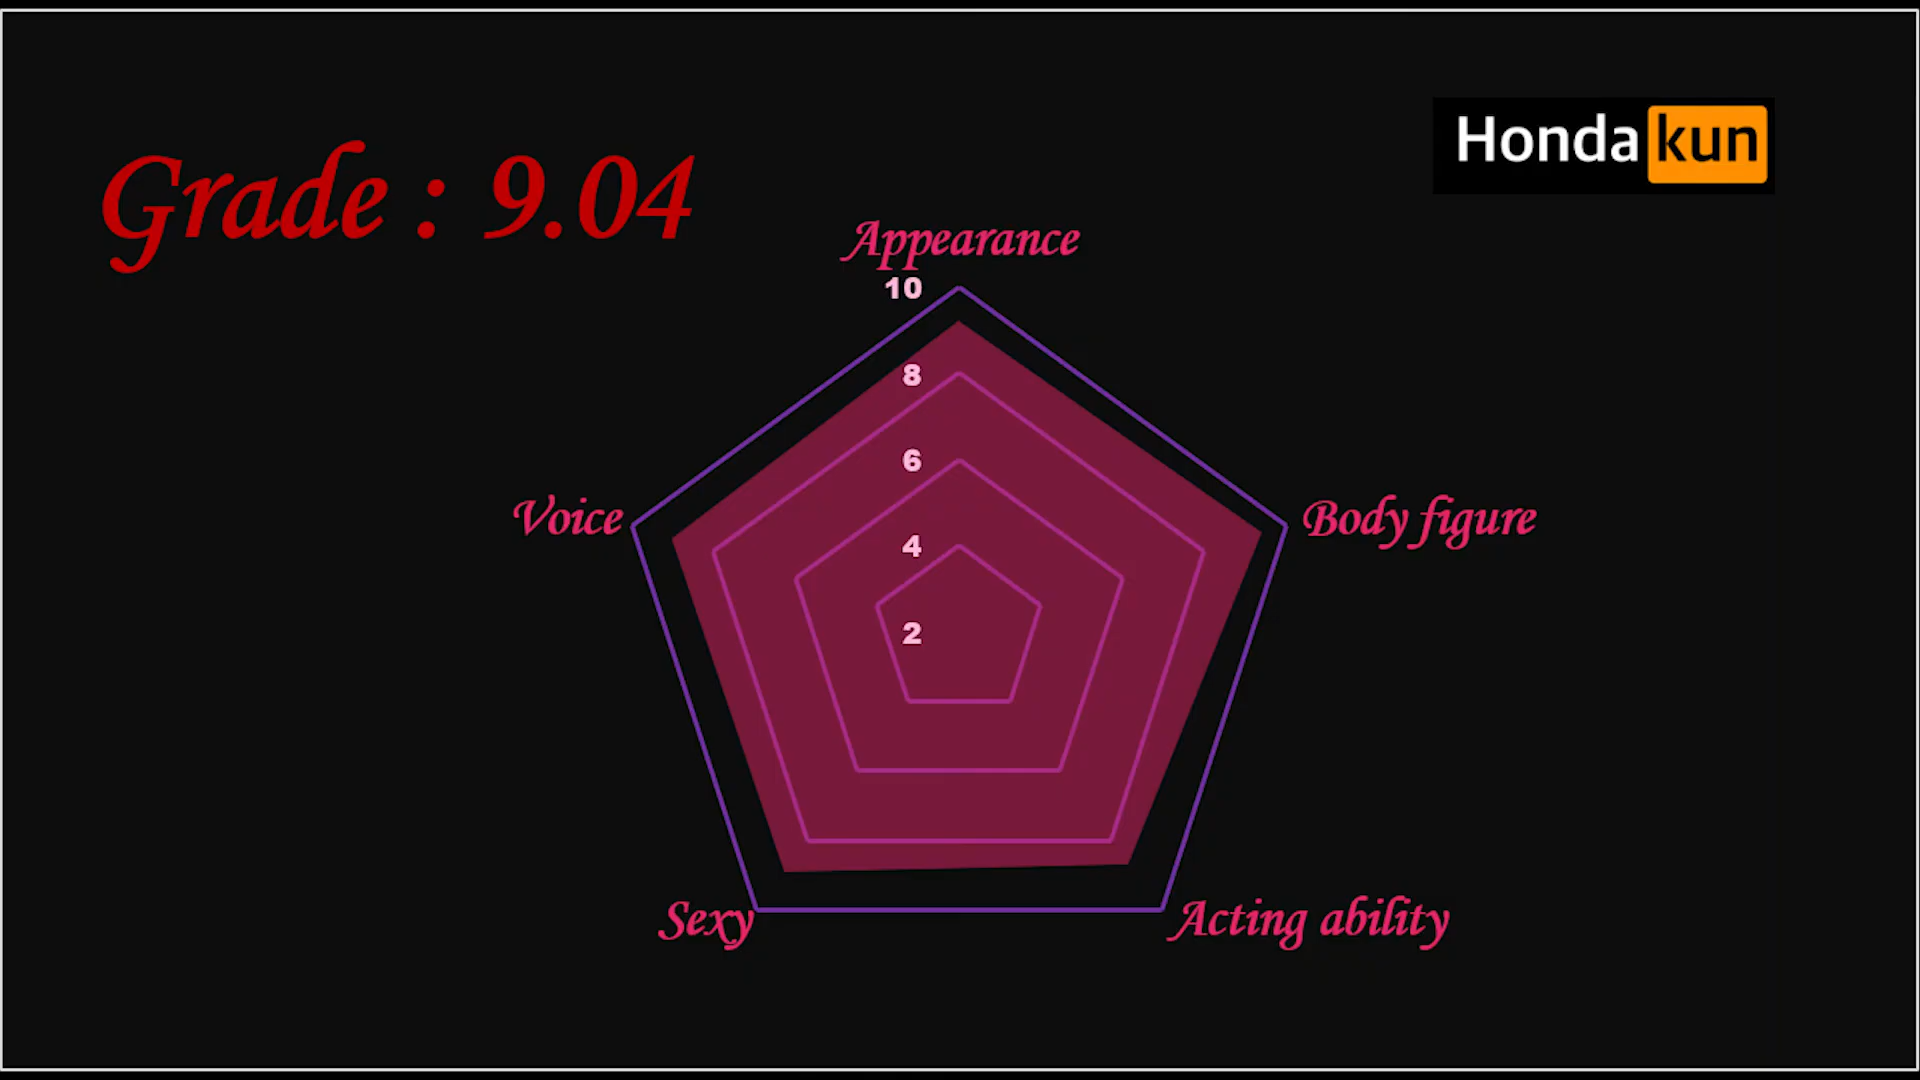 Grade : 9.04
Honda kun
Appearance
10
8
6
4
2
Voice
Body figure
Sexy
Acting ability